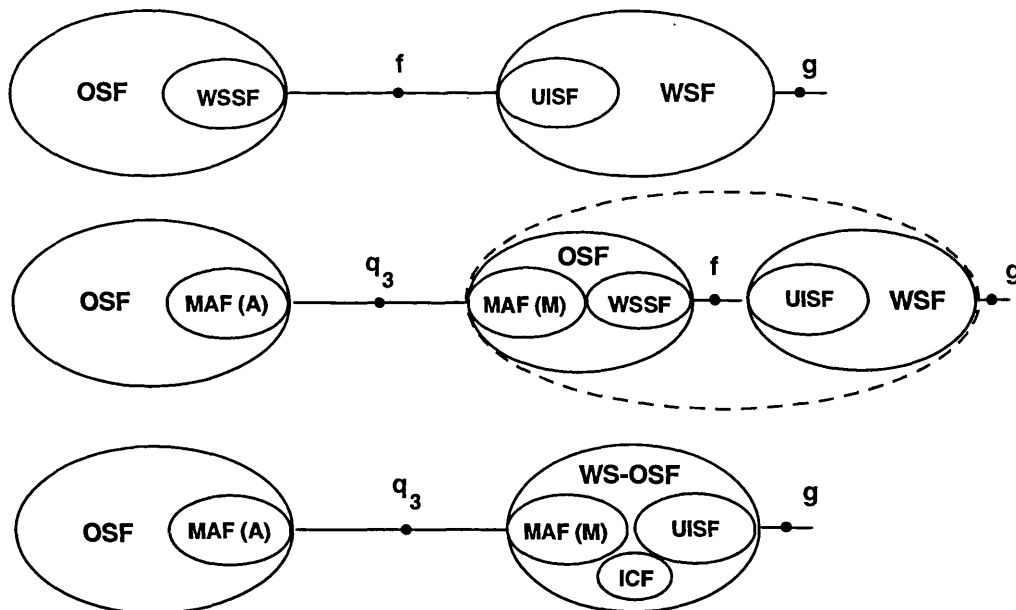 OSF WSSF f UISF WSF g
OSF MAF (A) q3 OSF MAF (M) WSSF f UISF WSF g
OSF MAF (A) q3 WS-OSF MAF (M) UISF ICF g